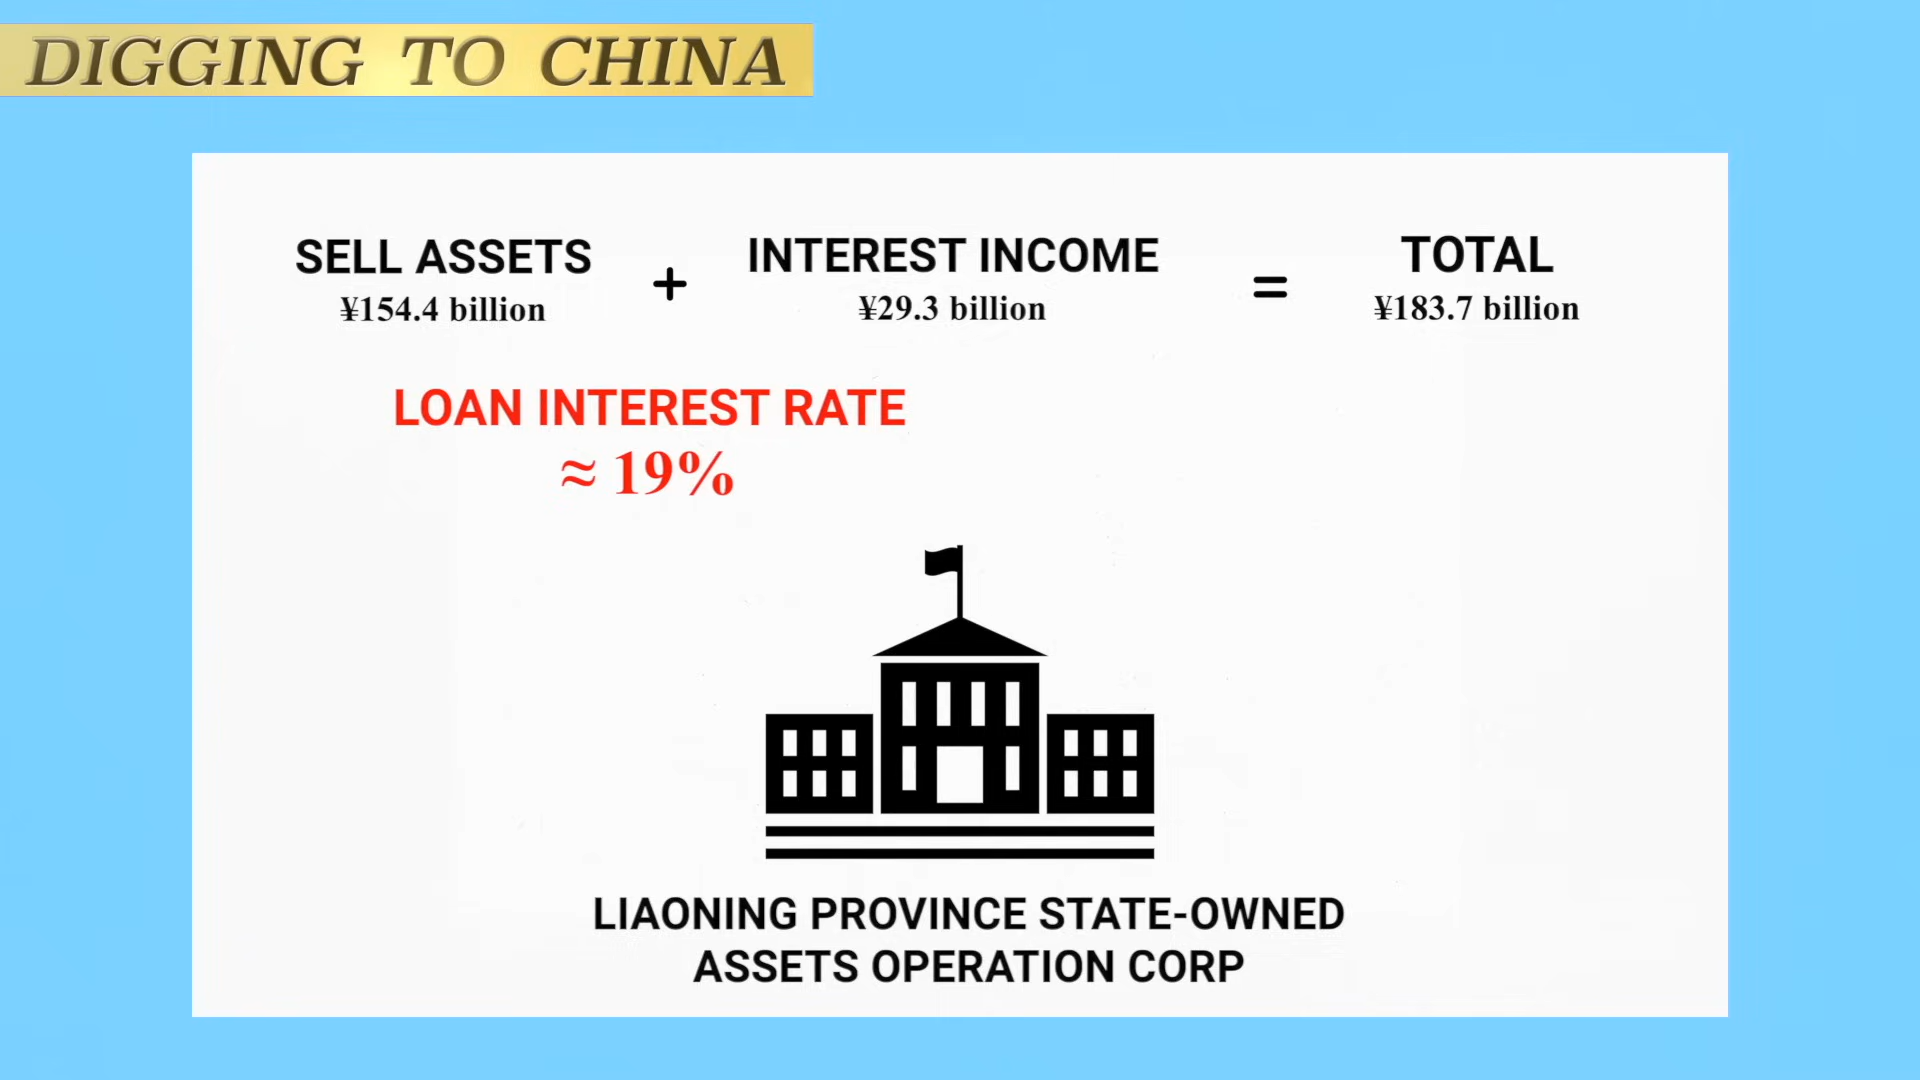 DIGGING TO CHINA
SELL ASSETS + INTEREST INCOME = TOTAL
¥154.4 billion ¥29.3 billion ¥183.7 billion
LOAN INTEREST RATE
≈ 19%
LIAONING PROVINCE STATE-OWNED
ASSETS OPERATION CORP